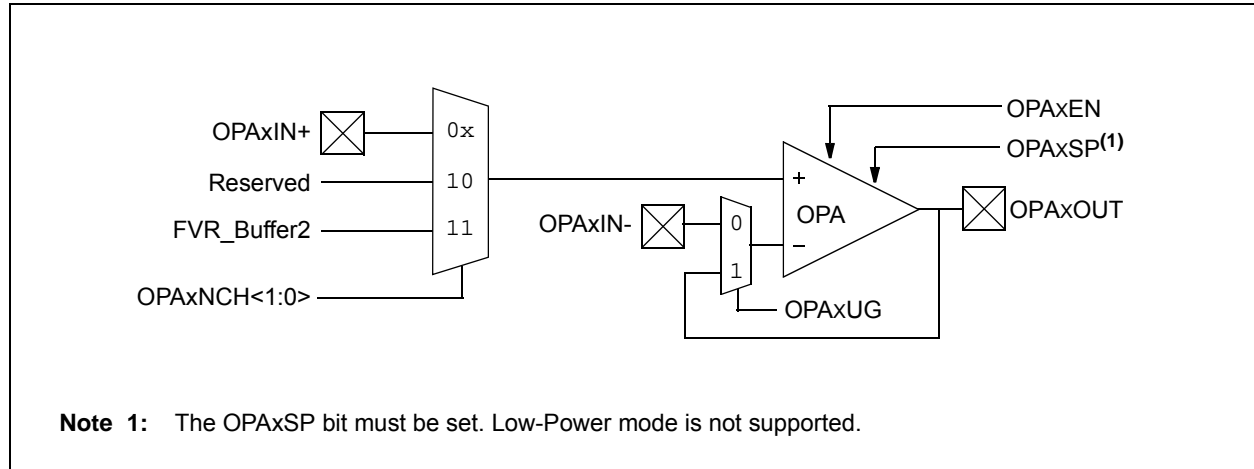 OPAxIN+
0x
OPAxEN
OPAxSP(1)
Reserved
10
+
OPA
OPAxOUT
FVR_Buffer2
11
OPAxIN-
0
–
1
OPAxNCH<1:0>
OPAxUG
Note 1: The OPAxSP bit must be set. Low-Power mode is not supported.